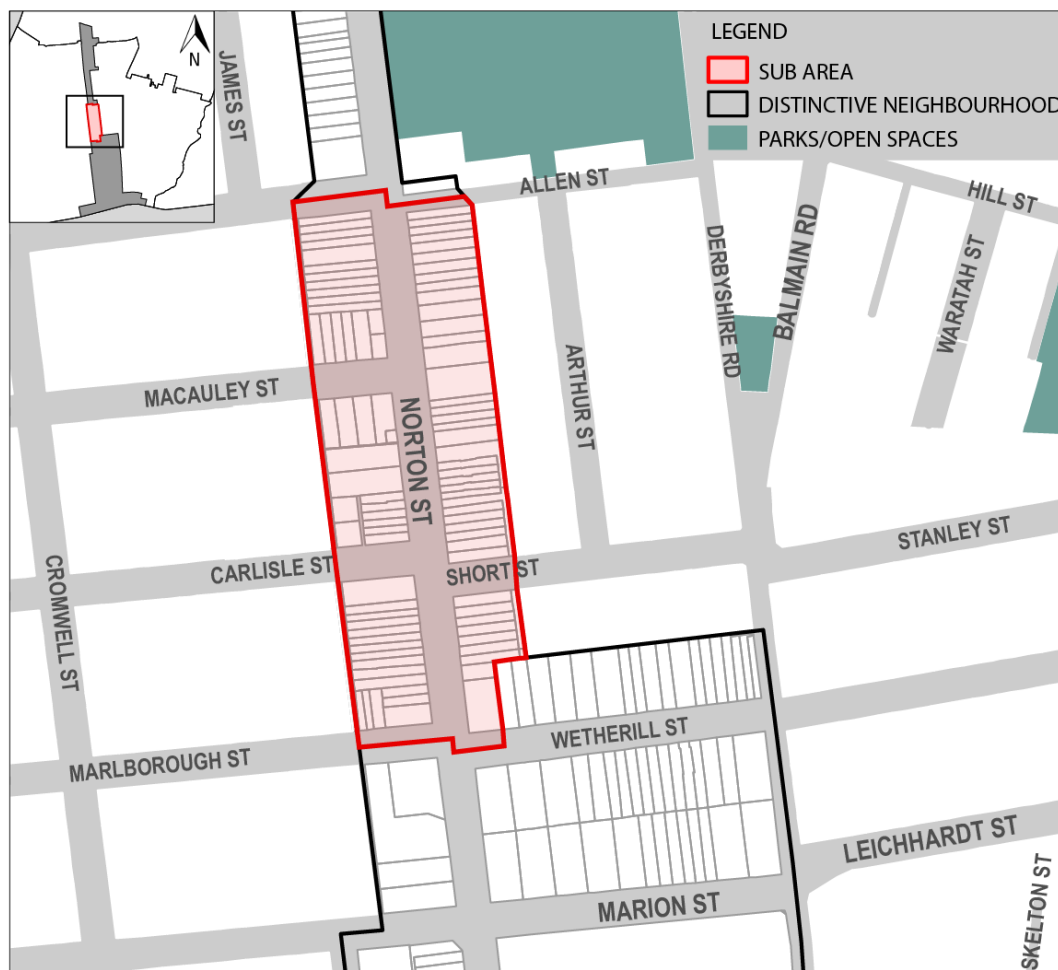 N
LEGEND
SUB AREA
DISTINCTIVE NEIGHBOURHOOD
PARKS/OPEN SPACES
JAMES ST
ALLEN ST
HILL ST
DERBYSHIRE RD
BALMAIN RD
WARATAH ST
MACAULEY ST
NORTON ST
ARTHUR ST
STANLEY ST
CARLISLE ST
SHORT ST
CROMWELL ST
WETHERILL ST
MARLBOROUGH ST
LEICHHARDT ST
MARION ST
SKELTON ST